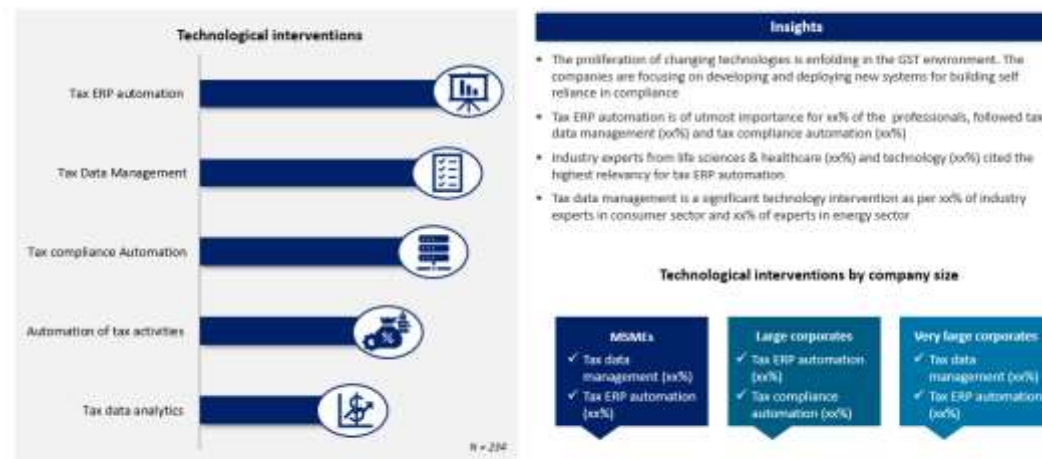 Technological interventions
Tax ERP automation
Tax Data Management
Tax compliance Automation
Automation of tax activities
Tax data analytics
N = 234
Insights
• The proliferation of changing technologies is enfolding in the GST environment. The
companies are focusing on developing and deploying new systems for building self
reliance in compliance
• Tax ERP automation is of utmost importance for xx% of the professionals, followed tax
data management (xx%) and tax compliance automation (xx%)
• Industry experts from life sciences & healthcare (xx%) and technology (xx%) cited the
highest relevancy for tax ERP automation
• Tax data management is a significant technology intervention as per xx% of industry
experts in consumer sector and xx% of experts in energy sector
Technological interventions by company size
MSMEs
✓ Tax data
management (xx%)
✓ Tax ERP automation
(xx%)
Large corporates
✓ Tax ERP automation
(xx%)
✓ Tax compliance
automation (xx%)
Very large corporates
✓ Tax data
management (xx%)
✓ Tax ERP automation
(xx%)